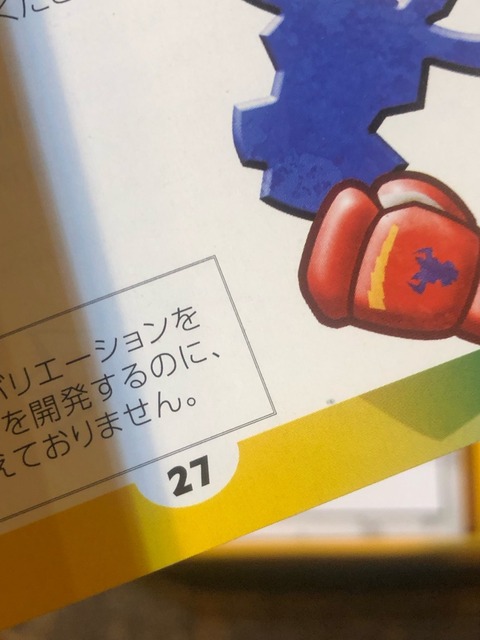 バリエーションを
を開発するのに、
えておりません。
27